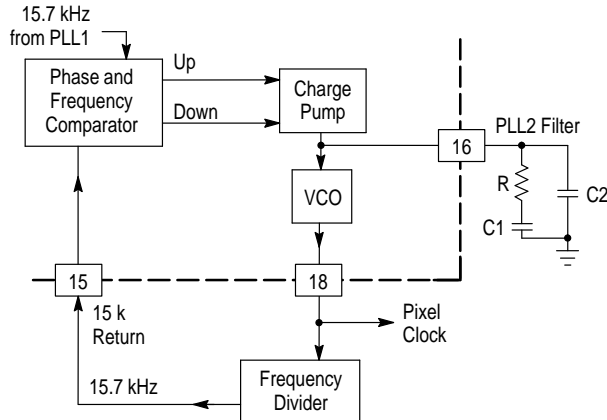 15.7 kHz
from PLL1
Phase and
Frequency
Comparator
Up
Down
Charge
Pump
16
PLL2 Filter
R
C1
C2
VCO
15
18
15 k
Return
Pixel
Clock
15.7 kHz
Frequency
Divider